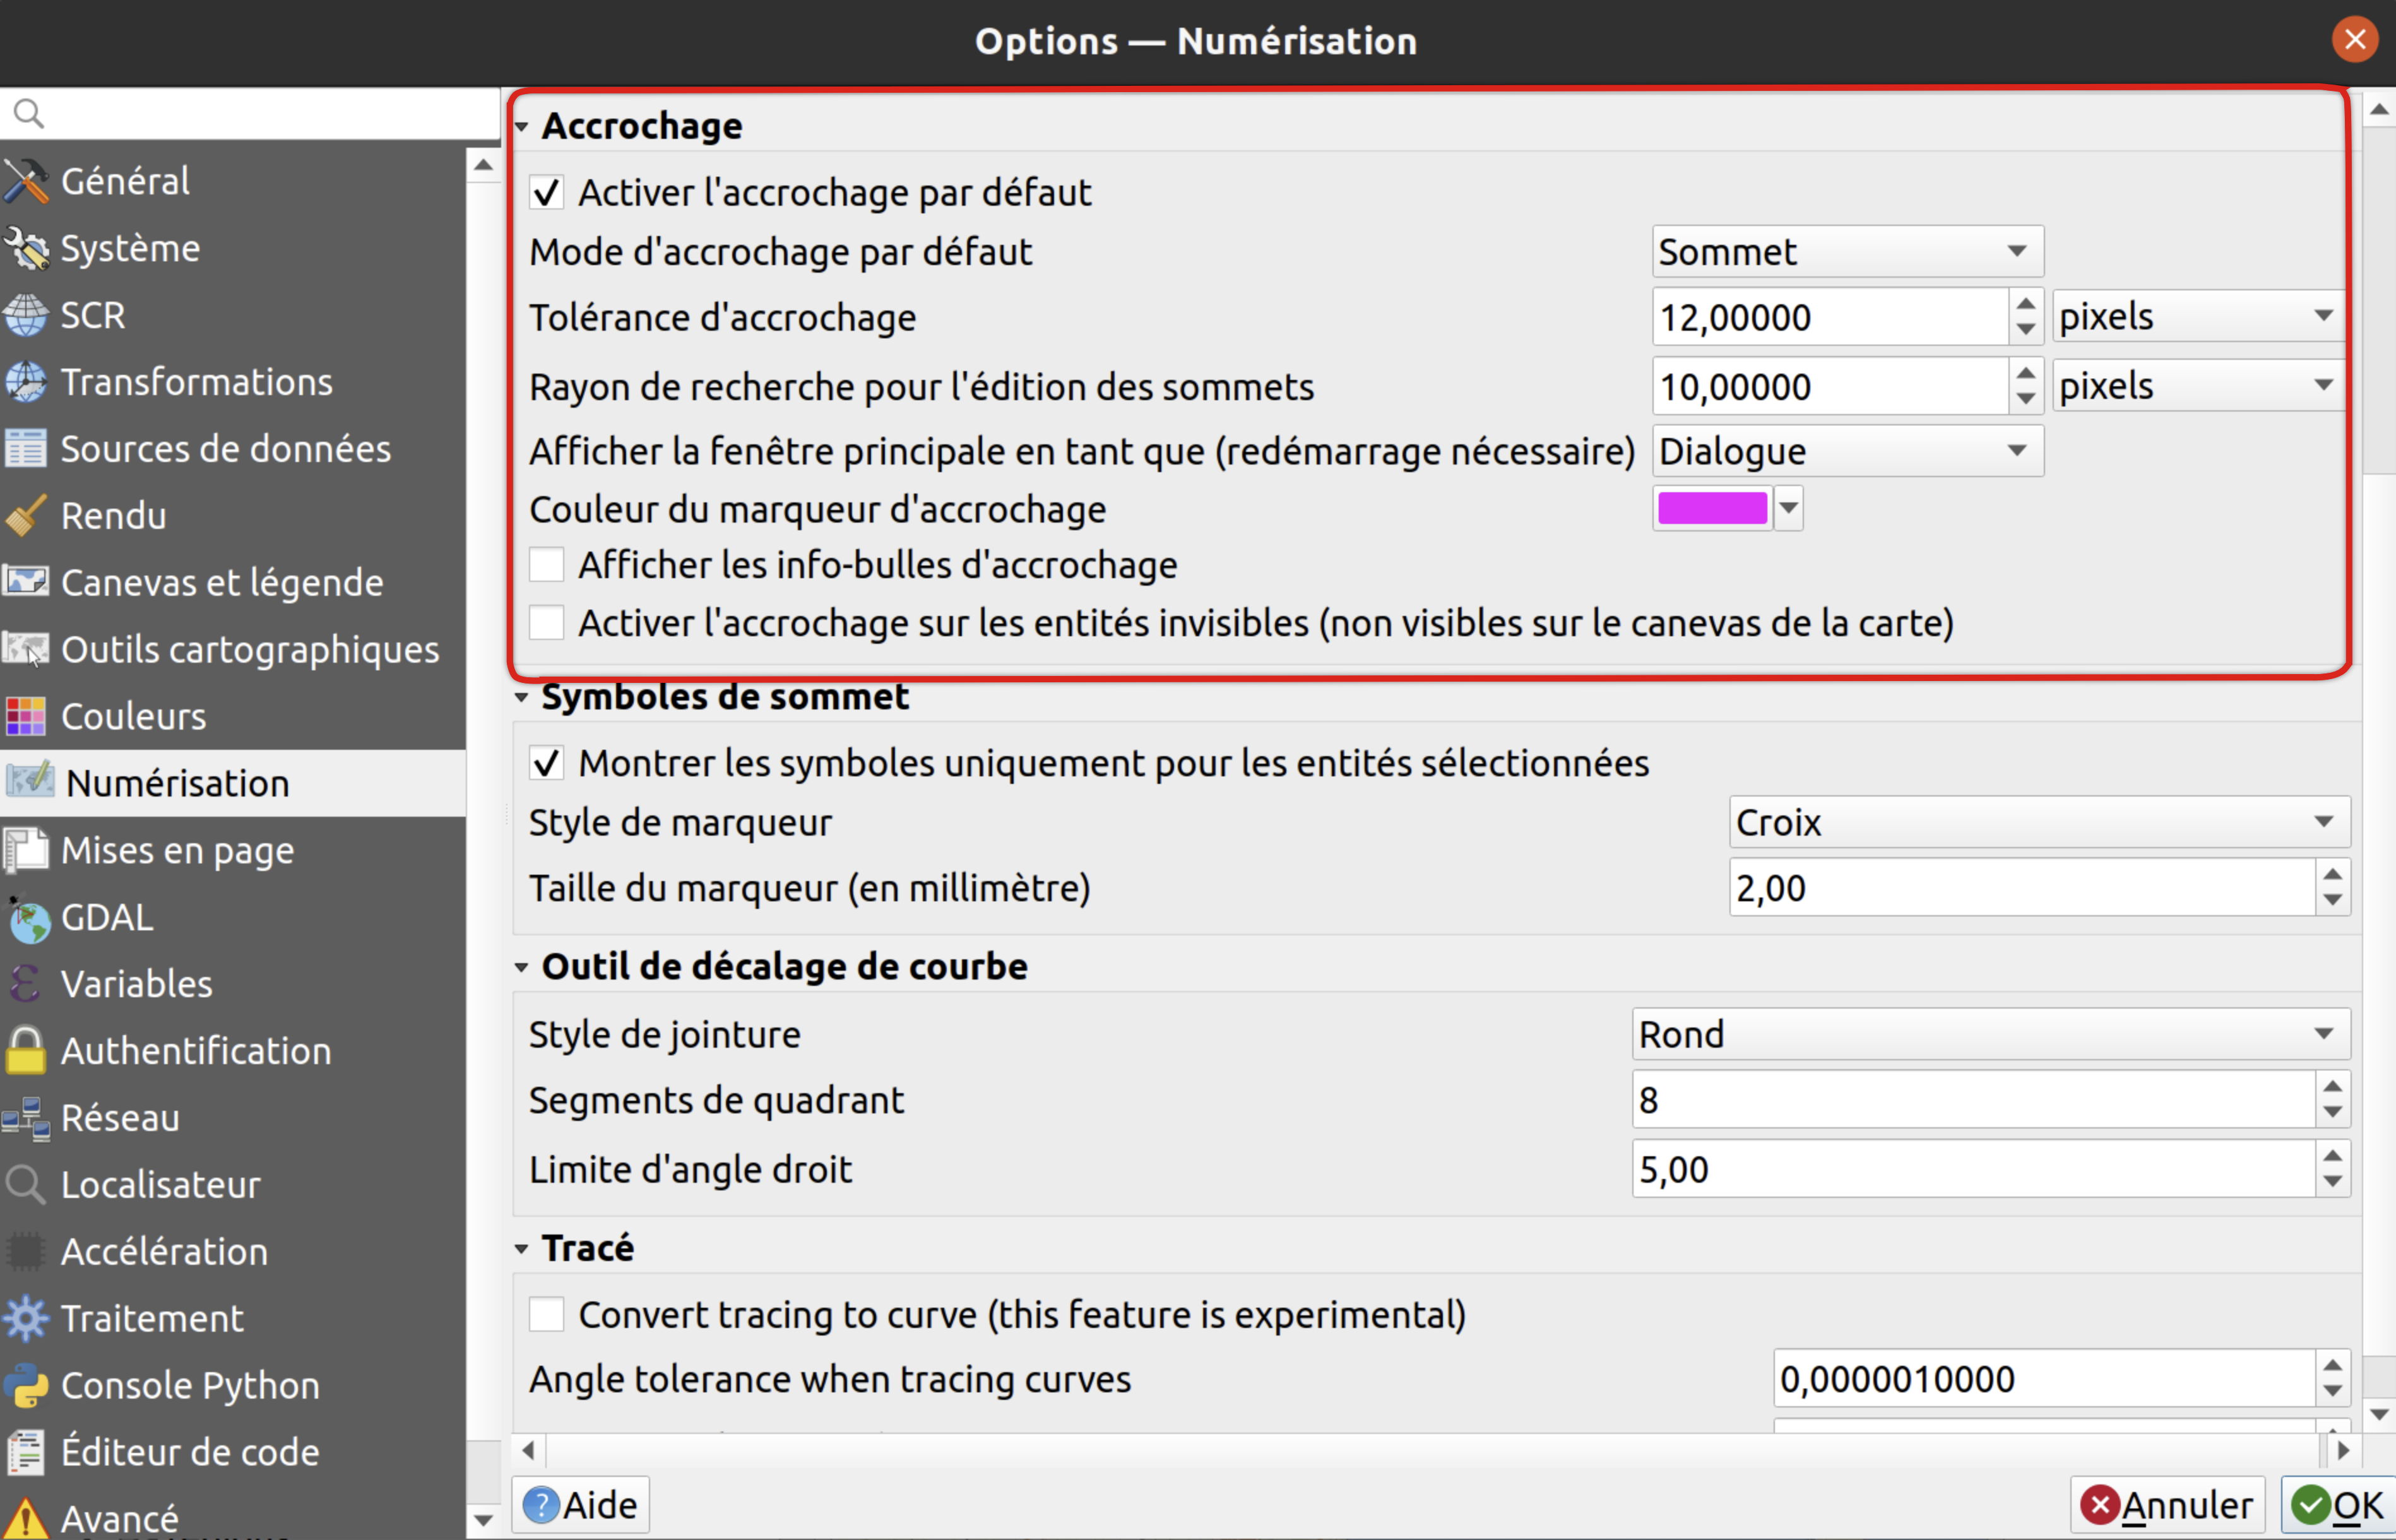 Options — Numérisation
Général
Système
SCR
Transformations
Sources de données
Rendu
Canevas et légende
Outils cartographiques
Couleurs
Numérisation
Mises en page
GDAL
Variables
Authentification
Réseau
Localisateur
Accélération
Traitement
Console Python
Éditeur de code
Avancé
Accrochage
Activer l'accrochage par défaut
Mode d'accrochage par défaut Sommet
Tolérance d'accrochage 12,00000 pixels
Rayon de recherche pour l'édition des sommets 10,00000 pixels
Afficher la fenêtre principale en tant que (redémarrage nécessaire) Dialogue
Couleur du marqueur d'accrochage
Afficher les info-bulles d'accrochage
Activer l'accrochage sur les entités invisibles (non visibles sur le canevas de la carte)
Symboles de sommet
Montrer les symboles uniquement pour les entités sélectionnées
Style de marqueur Croix
Taille du marqueur (en millimètre) 2,00
Outil de décalage de courbe
Style de jointure Rond
Segments de quadrant 8
Limite d'angle droit 5,00
Tracé
Convert tracing to curve (this feature is experimental)
Angle tolerance when tracing curves 0,0000010000
Aide
Annuler
OK